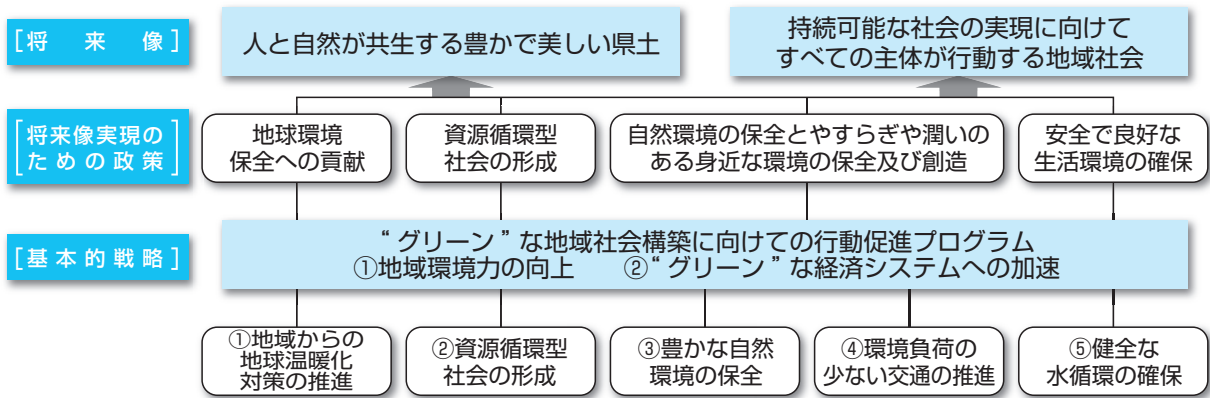 [将来像]
人と自然が共生する豊かで美しい県土
持続可能な社会の実現に向けて
すべての主体が行動する地域社会
[将来像実現の
ための政策]
地球環境
保全への貢献
資源循環型
社会の形成
自然環境の保全とやすらぎや潤いの
ある身近な環境の保全及び創造
安全で良好な
生活環境の確保
[基本的戦略]
“グリーン”な地域社会構築に向けての行動促進プログラム
①地域環境力の向上 ②“グリーン”な経済システムへの加速
①地域からの
地球温暖化
対策の推進
②資源循環型
社会の形成
③豊かな自然
環境の保全
④環境負荷の
少ない交通の推進
⑤健全な
水循環の確保